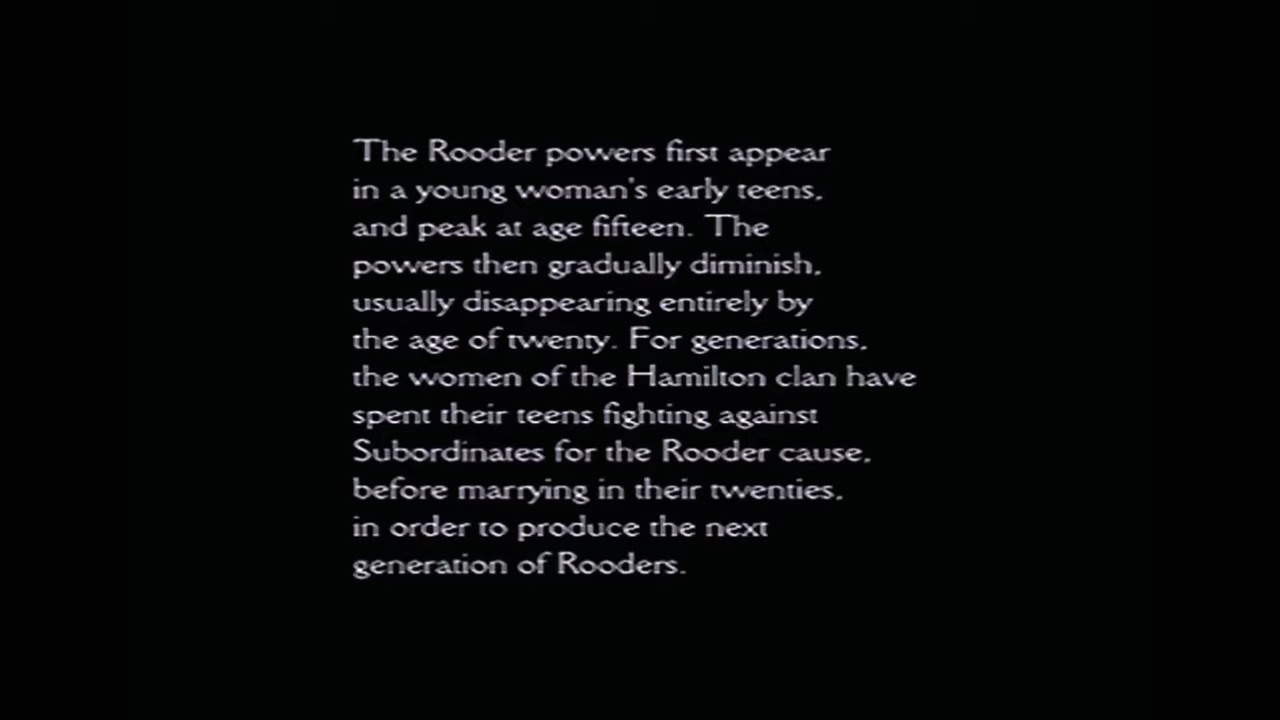 The Rooder powers first appear
in a young woman's early teens,
and peak at age fifteen. The
powers then gradually diminish,
usually disappearing entirely by
the age of twenty. For generations,
the women of the Hamilton clan have
spent their teens fighting against
Subordinates for the Rooder cause,
before marrying in their twenties,
in order to produce the next
generation of Rooders.